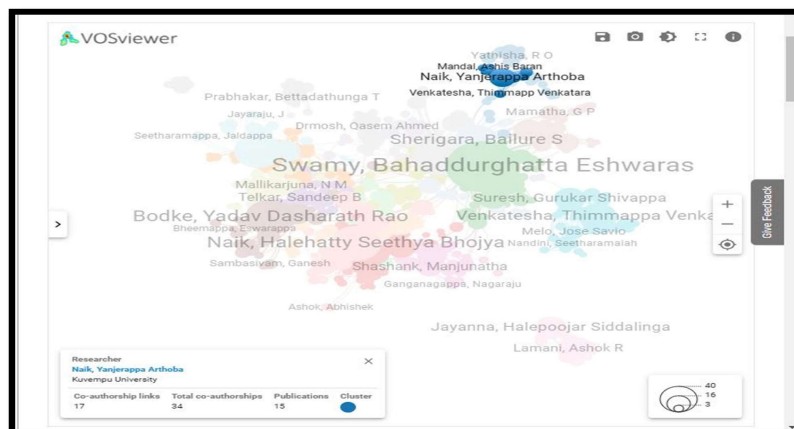 VOSviewer
Yatnisha, R O
Mandal, Ashis Baran
Naik, Yanjerappa Arthoba
Venkatesha, Thimmapp Venkatara
Prabhakar, Bettadathunga T
Jayaraju, J
Mamatha, G P
Drmosh, Qasem Ahmed
Seetharamappa, Jaldappa
Sherigara, Bailure S
Swamy, Bahaddurghatta Eshwaras
Mallikarjuna, N M
Telkar, Sandeep B
Suresh, Gurukar Shivappa
Bodke, Yadav Dasharath Rao
Venkatesha, Thimmappa Venka
Bheemappa, Eiwarappa
Melo, Jose Savio
Naik, Halehatty Seethya Bhojya
Nandini, Seetharamaiah
Sambasivam, Ganesh
Shashank, Manjunatha
Ganganagappa, Nagaraju
Ashok, Abhishek
Jayanna, Halepoojar Siddalinga
Lamani, Ashok R
Give Feedback
Researcher
Naik, Yanjerappa Arthoba
Kuvempu University
Co-authorship links Total co-authorships Publications Cluster
17 34 15
40
16
3